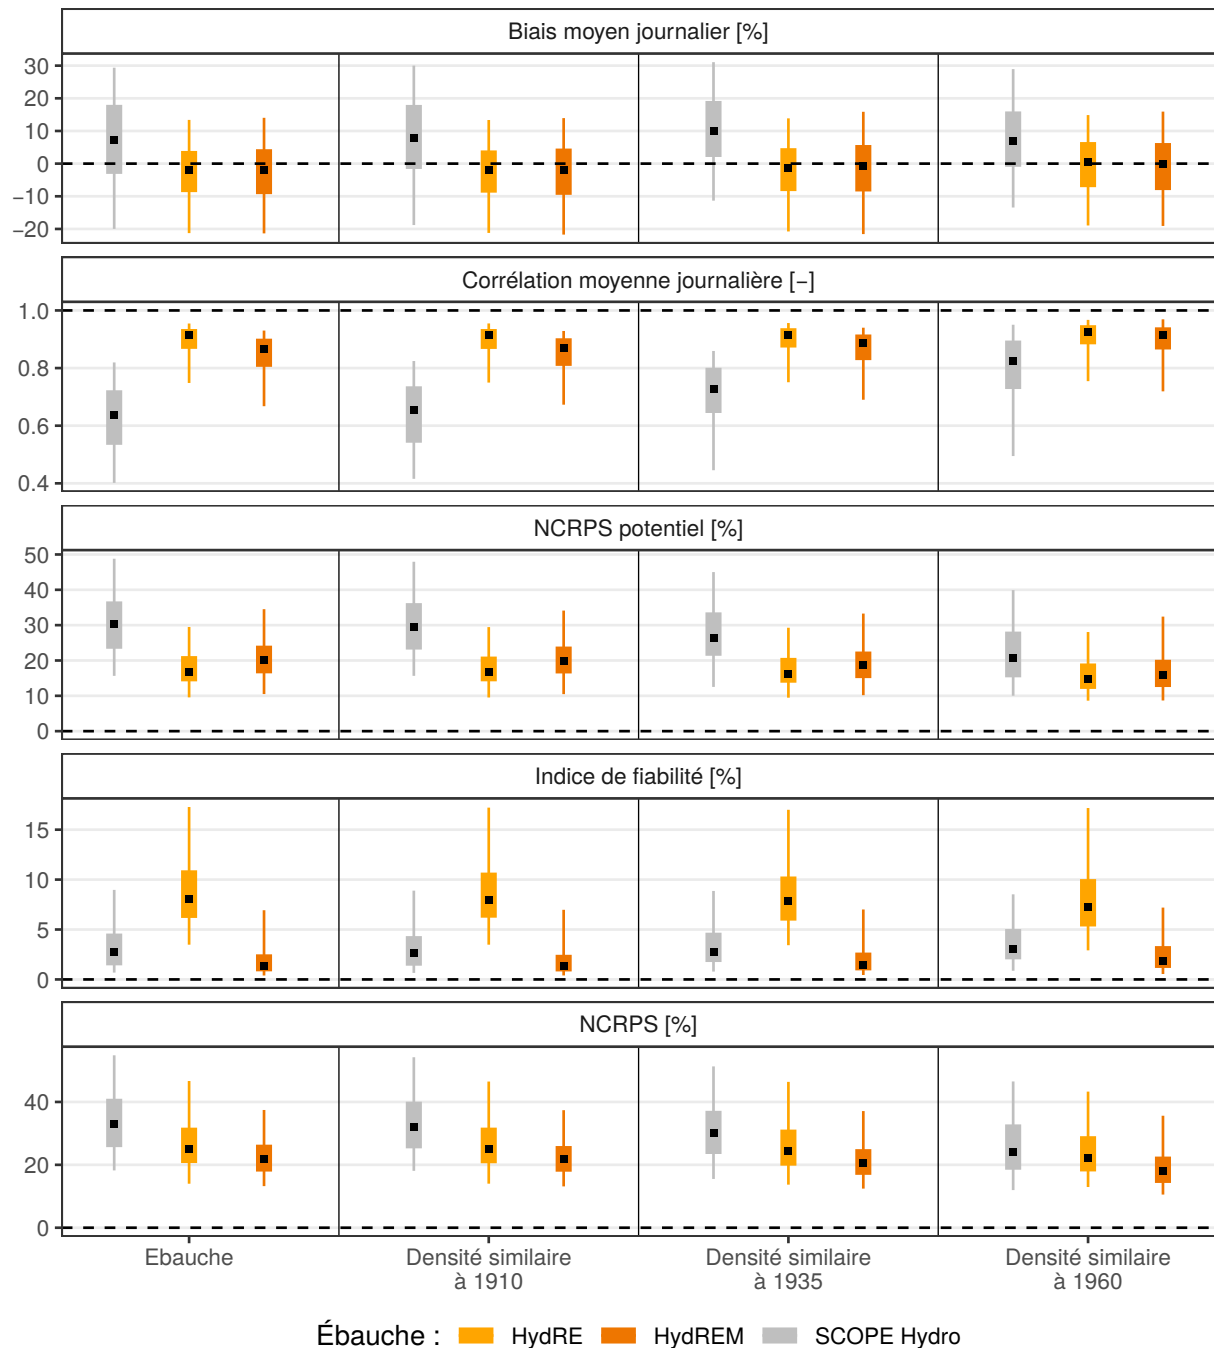 Biais moyen journalier [%]
30
20
10
0
−10
−20
Corrélation moyenne journalière [−]
1.0
0.8
0.6
0.4
NCRPS potentiel [%]
50
40
30
20
10
0
Indice de fiabilité [%]
15
10
5
0
NCRPS [%]
40
20
0
Ebauche
Densité similaire
à 1910
Densité similaire
à 1935
Densité similaire
à 1960
Ébauche : HydRE HydREM SCOPE Hydro